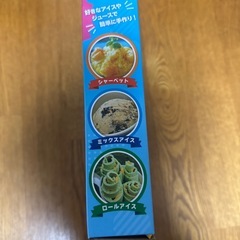 好きなアイスや
ジュースで
簡単に手作り！
シャーベット
ミックスアイス
ロールアイス